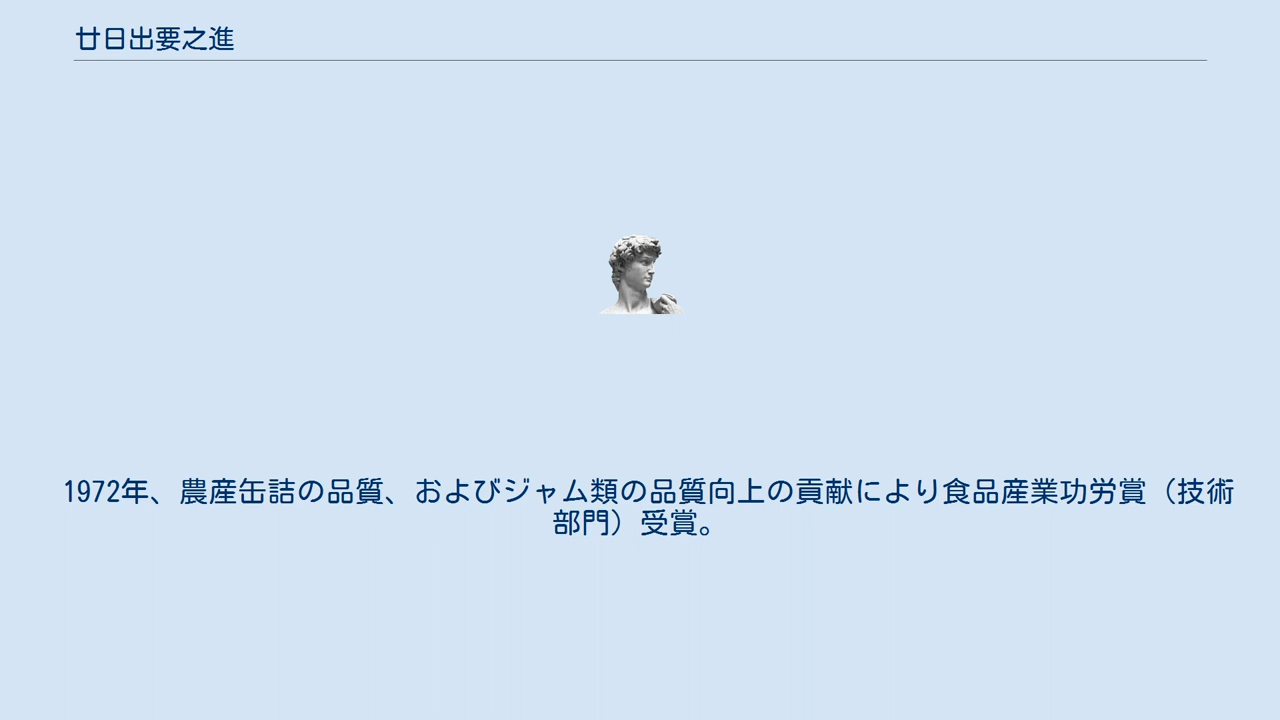 廿日出要之進
1972年、農産缶詰の品質、およびジャム類の品質向上の貢献により食品産業功労賞（技術
部門）受賞。